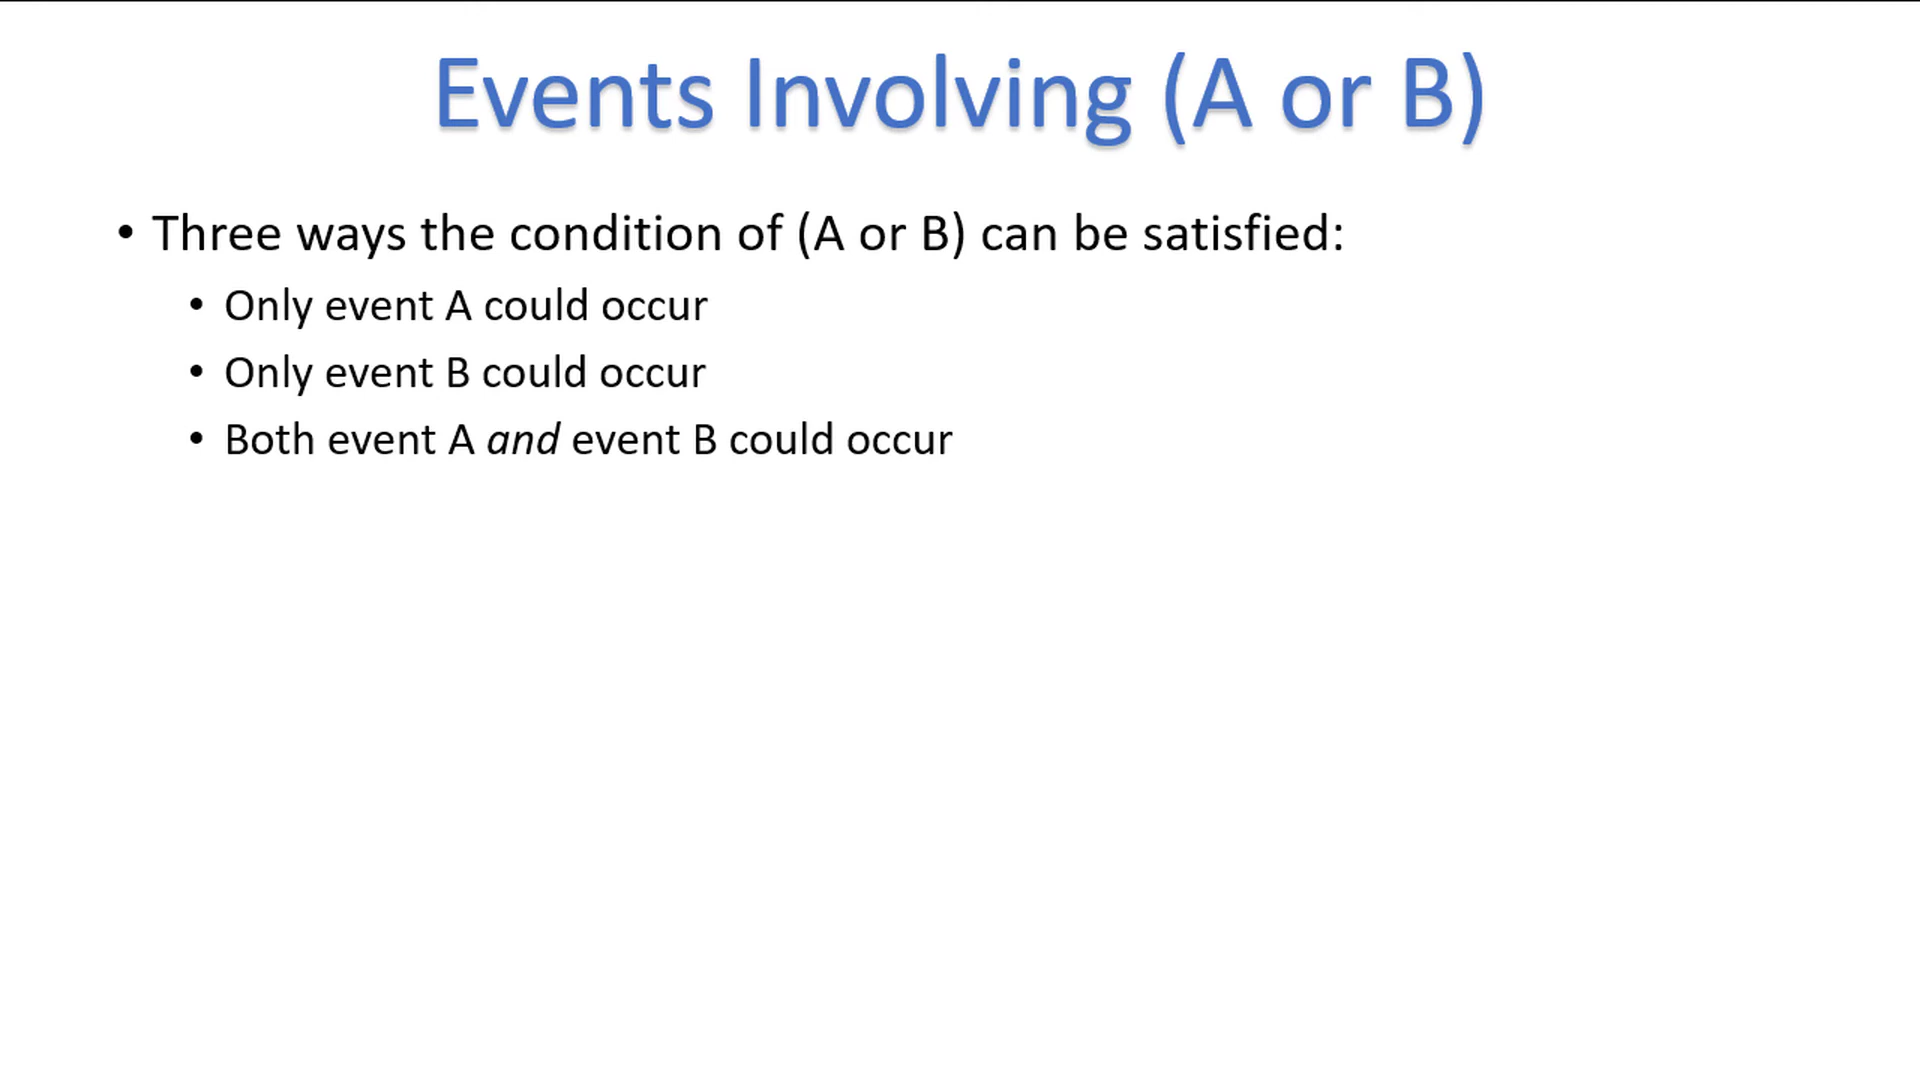 Events Involving (A or B)
• Three ways the condition of (A or B) can be satisfied:
• Only event A could occur
• Only event B could occur
• Both event A and event B could occur